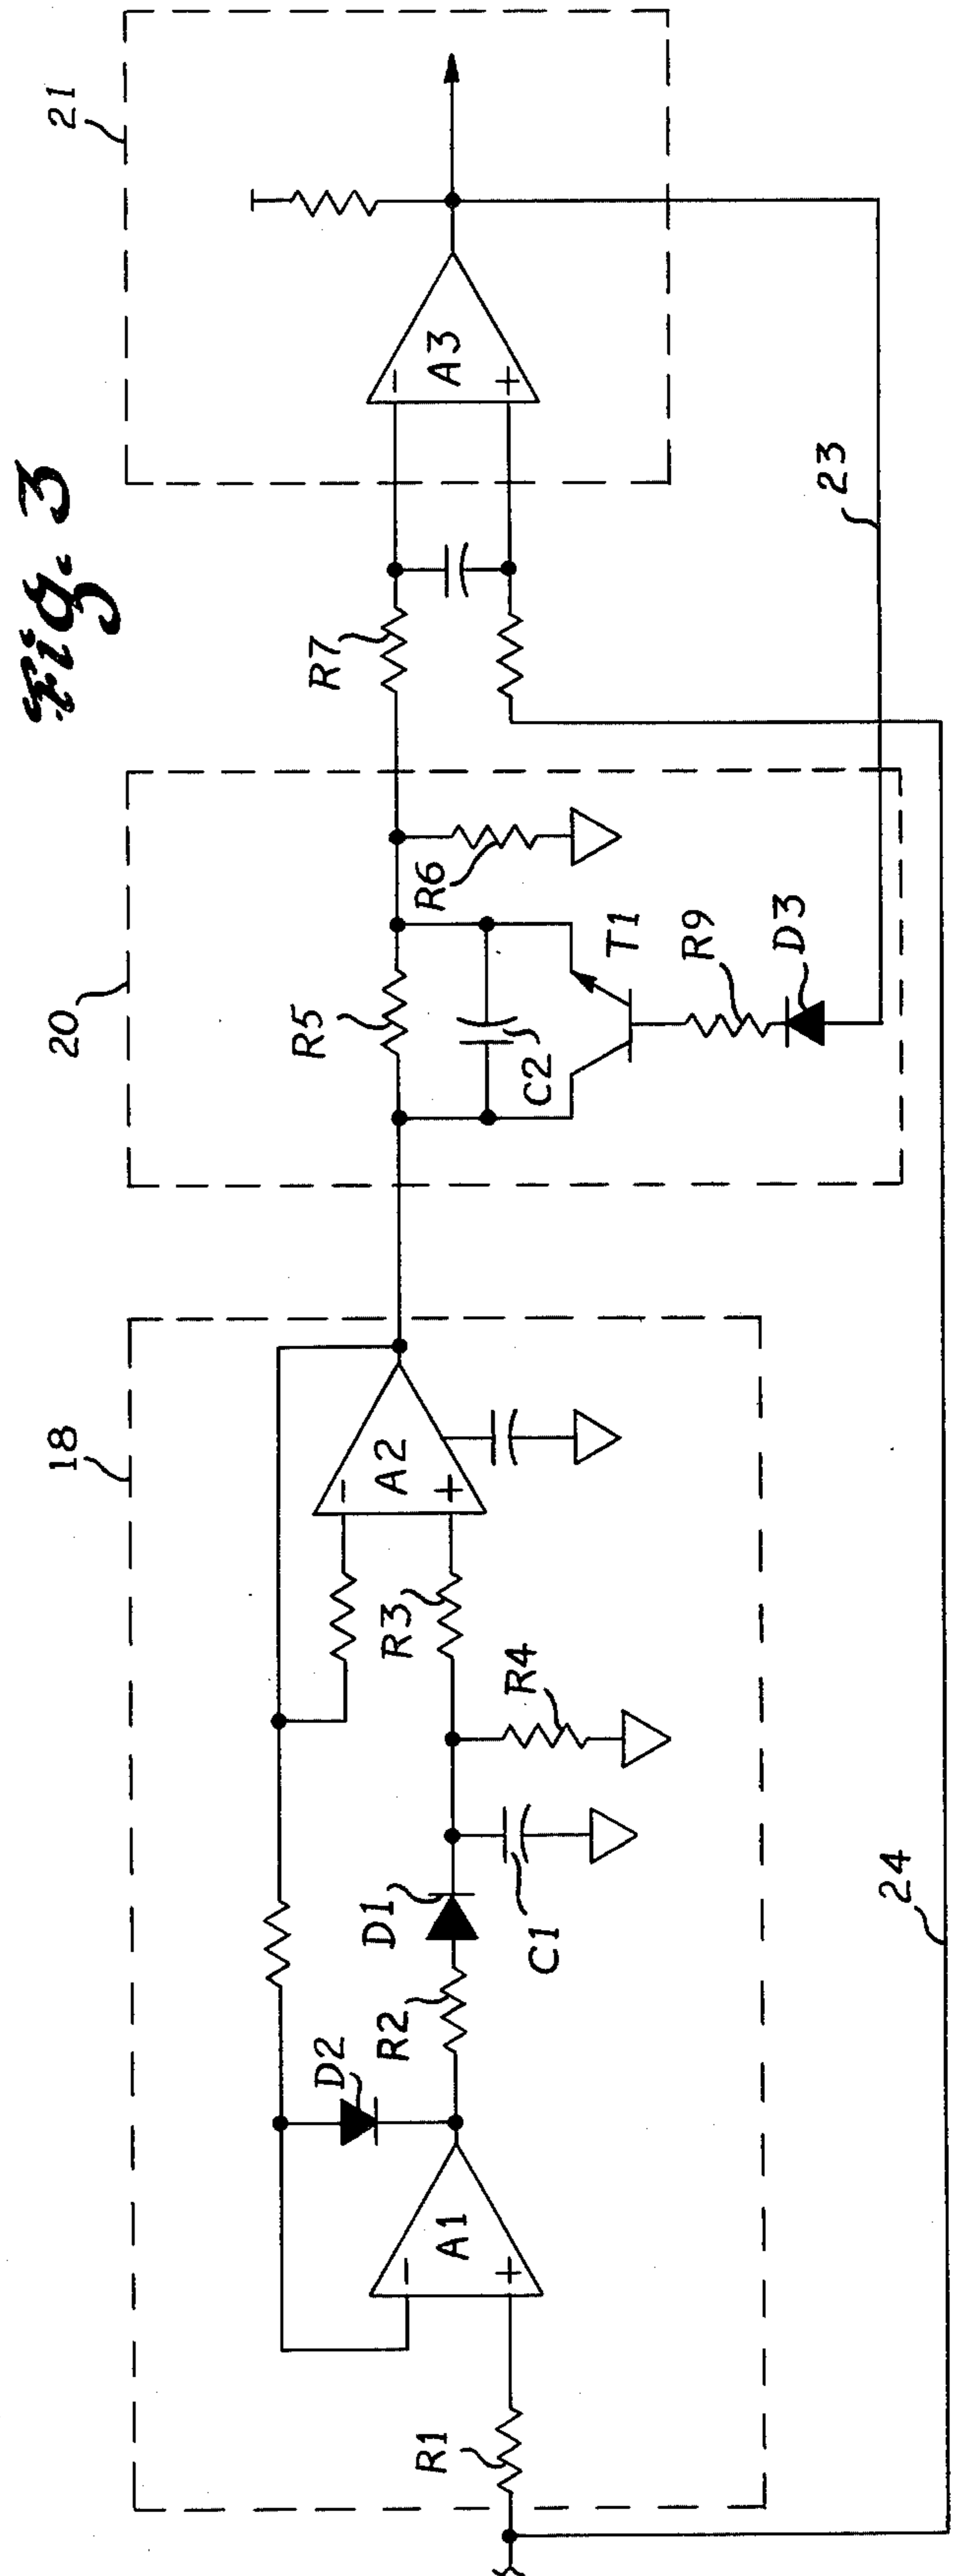 Fig. 3
18
20
21
R1
A1
-
+
D2
R2
D1
C1
R4
R3
A2
-
+
R5
C2
T1
R6
R9
D3
R7
A3
-
+
23
24